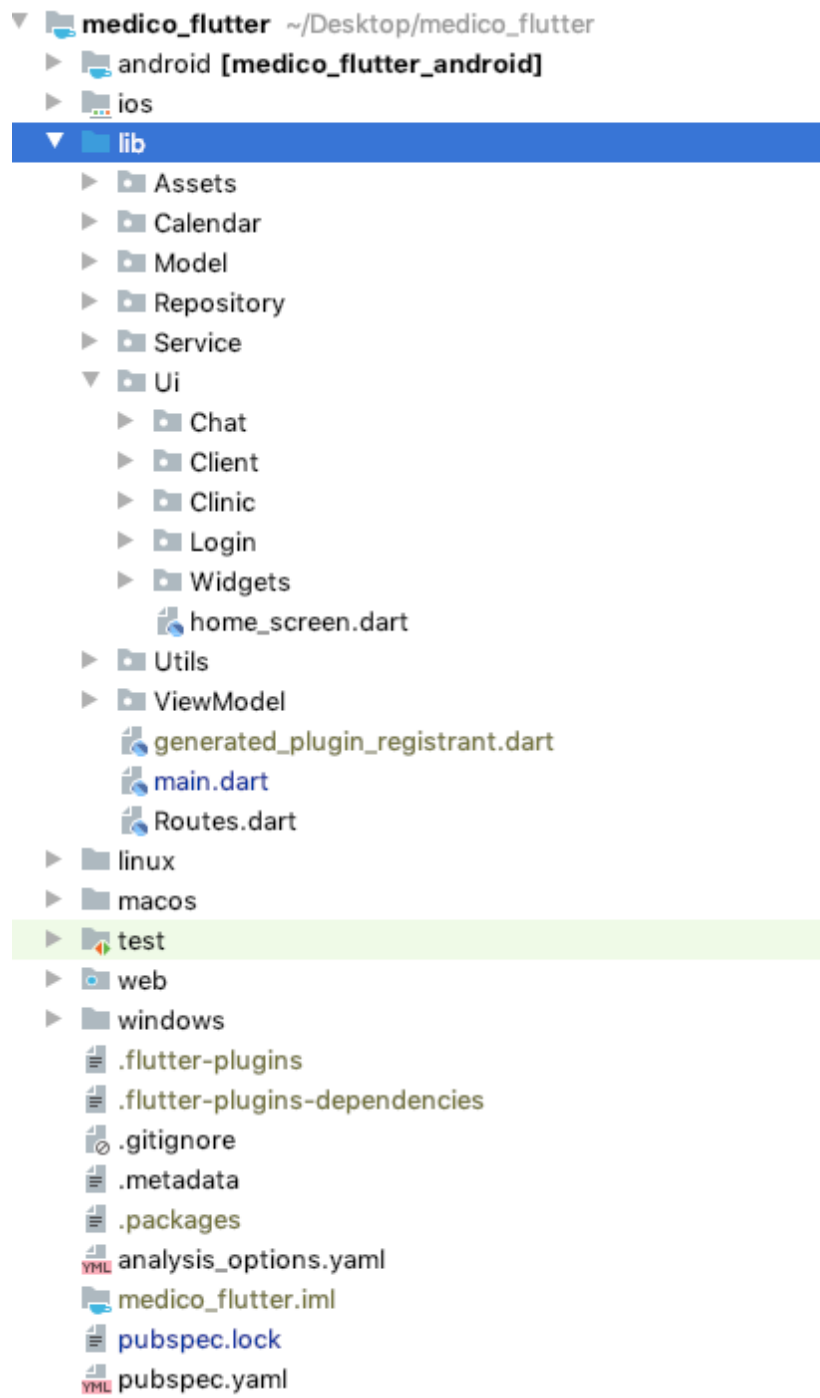 medico_flutter ~/Desktop/medico_flutter
android [medico_flutter_android]
ios
lib
Assets
Calendar
Model
Repository
Service
Ui
Chat
Client
Clinic
Login
Widgets
home_screen.dart
Utils
ViewModel
generated_plugin_registrant.dart
main.dart
Routes.dart
linux
macos
test
web
windows
.flutter-plugins
.flutter-plugins-dependencies
.gitignore
.metadata
.packages
YML analysis_options.yaml
medico_flutter.iml
pubspec.lock
YML pubspec.yaml